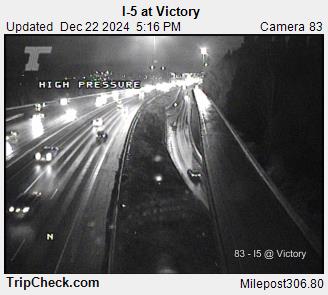 I-5 at Victory
Updated Dec 22 2024 5:16 PM Camera 83
T
HIGH PRESSURE
N
83 - I5 @ Victory
TripCheck.com Milepost306.80